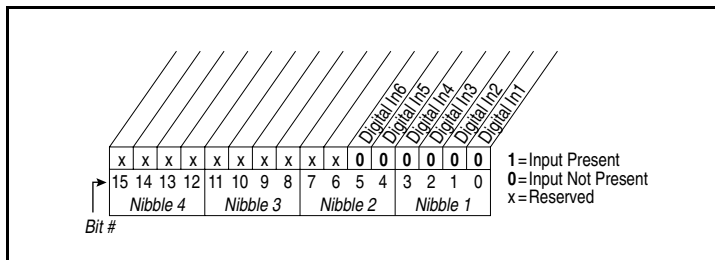 Digital In6
Digital In5
Digital In4
Digital In3
Digital In2
Digital In1
x x x x x x x x x x 0 0 0 0 0 0
15 14 13 12 11 10 9 8 7 6 5 4 3 2 1 0
Nibble 4 Nibble 3 Nibble 2 Nibble 1
Bit #
1=Input Present
0=Input Not Present
x=Reserved